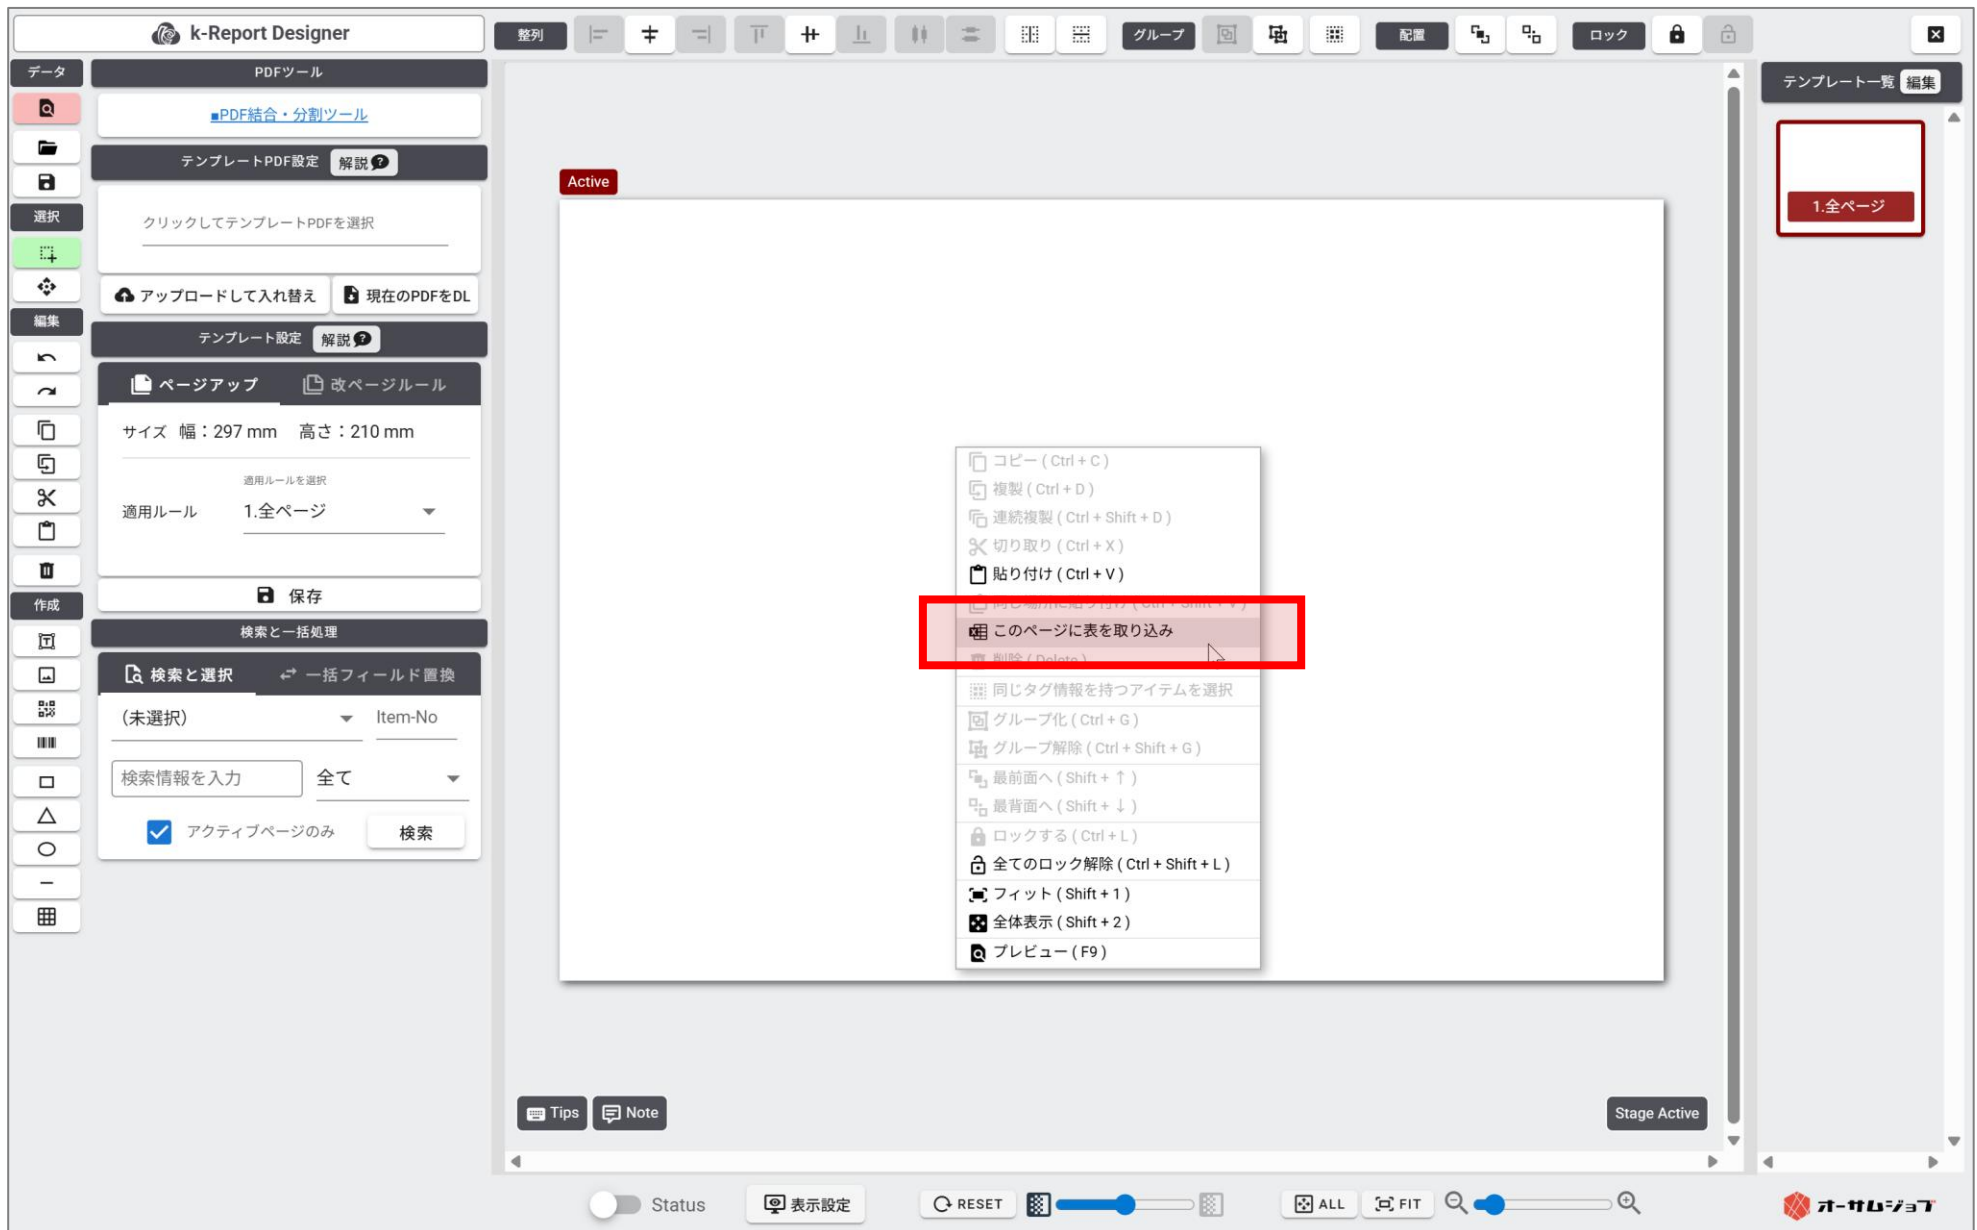 k-Report Designer
整列
グループ
配置
ロック
データ
選択
編集
作成
PDFツール
■PDF結合・分割ツール
テンプレートPDF設定 解説
クリックしてテンプレートPDFを選択
アップロードして入れ替え
現在のPDFをDL
テンプレート設定 解説
ページアップ
改ページルール
サイズ 幅：297 mm 高さ：210 mm
適用ルールを選択
適用ルール 1.全ページ
保存
検索と一括処理
検索と選択
一括フィールド置換
(未選択)
Item-No
検索情報を入力
全て
アクティブページのみ
検索
Active
コピー ( Ctrl + C )
複製 ( Ctrl + D )
連続複製 ( Ctrl + Shift + D )
切り取り ( Ctrl + X )
貼り付け ( Ctrl + V )
同じ場所に貼り付け ( Ctrl + Shift + V )
このページに表を取り込み
削除 ( Delete )
同じタグ情報を持つアイテムを選択
グループ化 ( Ctrl + G )
グループ解除 ( Ctrl + Shift + G )
最前面へ ( Shift + ↑ )
最背面へ ( Shift + ↓ )
ロックする ( Ctrl + L )
全てのロック解除 ( Ctrl + Shift + L )
フィット ( Shift + 1 )
全体表示 ( Shift + 2 )
プレビュー ( F9 )
テンプレート一覧 編集
1.全ページ
Tips
Note
Stage Active
Status
表示設定
RESET
ALL
FIT
オーサムジョブ